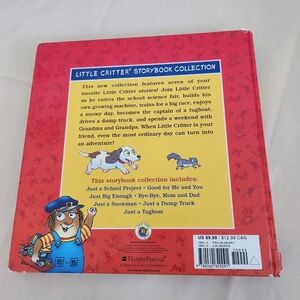 LITTLE CRITTER® STORYBOOK COLLECTION
This new collection features seven of your
favorite Little Critter stories! Join Little Critter
as he enters the school science fair, builds his
own growing machine, trains for a big race, enjoys
a snowy day, becomes the captain of a tugboat,
drives a dump truck, and spends a weekend with
Grandma and Grandpa. When Little Critter is your
friend, even the most ordinary day can turn into
an adventure!
This storybook collection includes:
Just a School Project • Good for Me and You
Just Big Enough • Bye-Bye, Mom and Dad
Just a Snowman • Just a Dump Truck
Just a Tugboat
HarperFestival
US $9.99 / $12.99 CAN